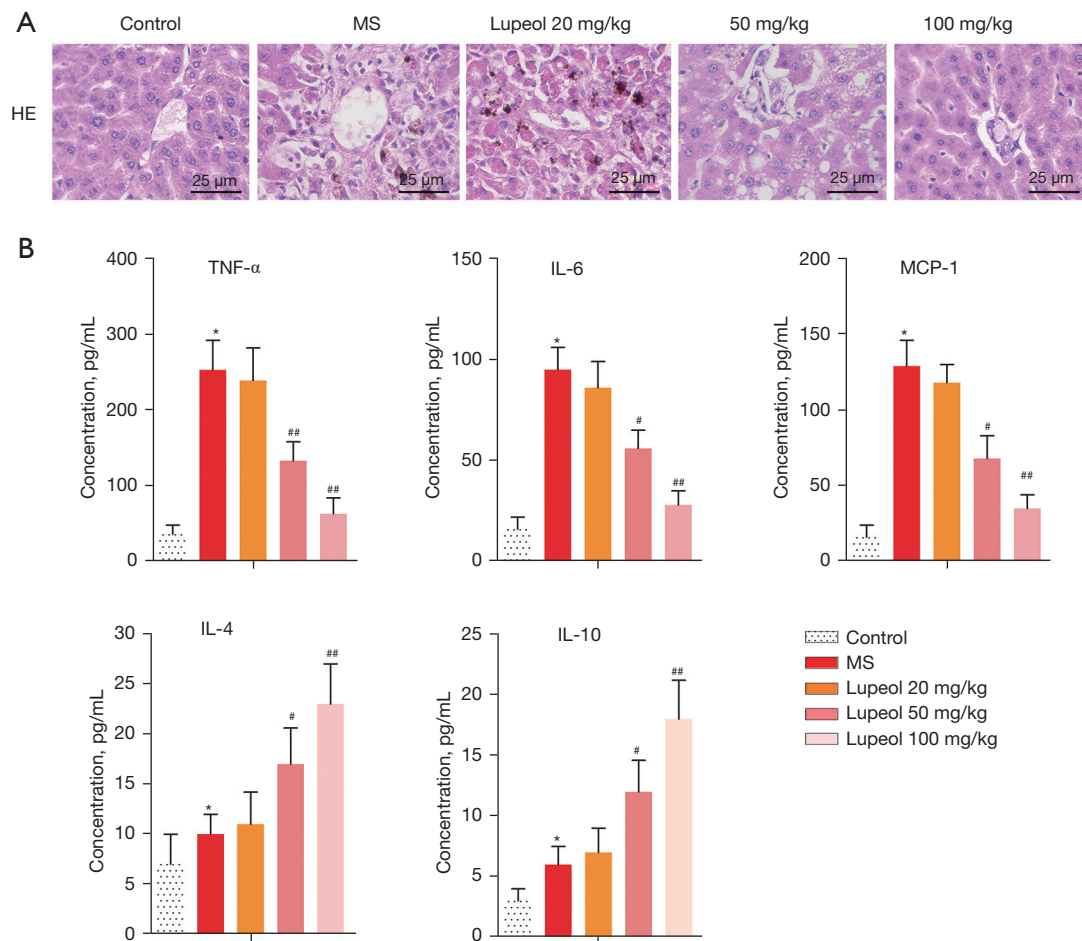 A
Control
MS
Lupeol 20 mg/kg
50 mg/kg
100 mg/kg
HE
25 μm
25 μm
25 μm
25 μm
25 μm
B
TNF-α
Concentration, pg/mL
400
300
200
100
0
*
##
##
IL-6
Concentration, pg/mL
150
100
50
0
*
#
##
MCP-1
Concentration, pg/mL
200
150
100
50
0
*
#
##
IL-4
Concentration, pg/mL
30
25
20
15
10
5
0
*
#
##
IL-10
Concentration, pg/mL
25
20
15
10
5
0
*
#
##
Control
MS
Lupeol 20 mg/kg
Lupeol 50 mg/kg
Lupeol 100 mg/kg